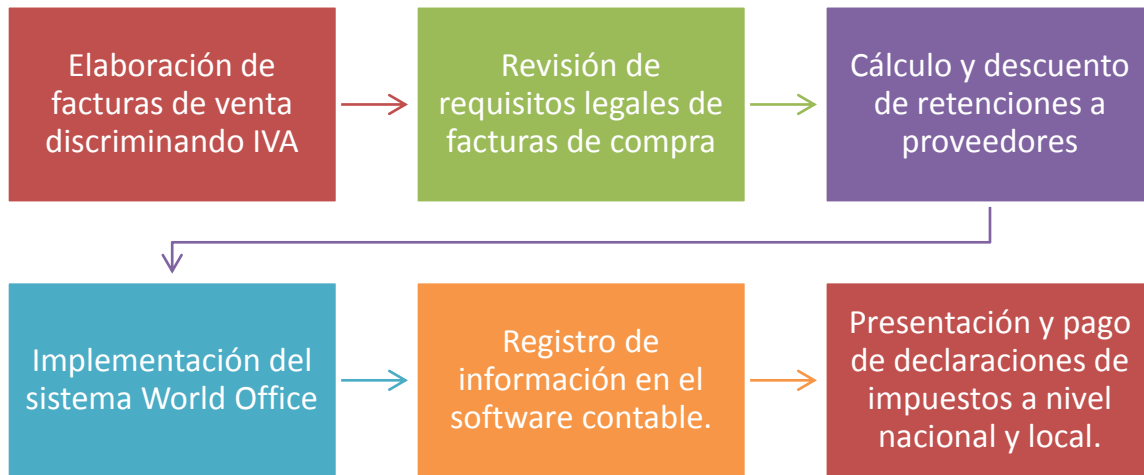 Elaboración de
facturas de venta
discriminando IVA
Revisión de
requisitos legales de
facturas de compra
Cálculo y descuento
de retenciones a
proveedores
Implementación del
sistema World Office
Registro de
información en el
software contable.
Presentación y pago
de declaraciones de
impuestos a nivel
nacional y local.